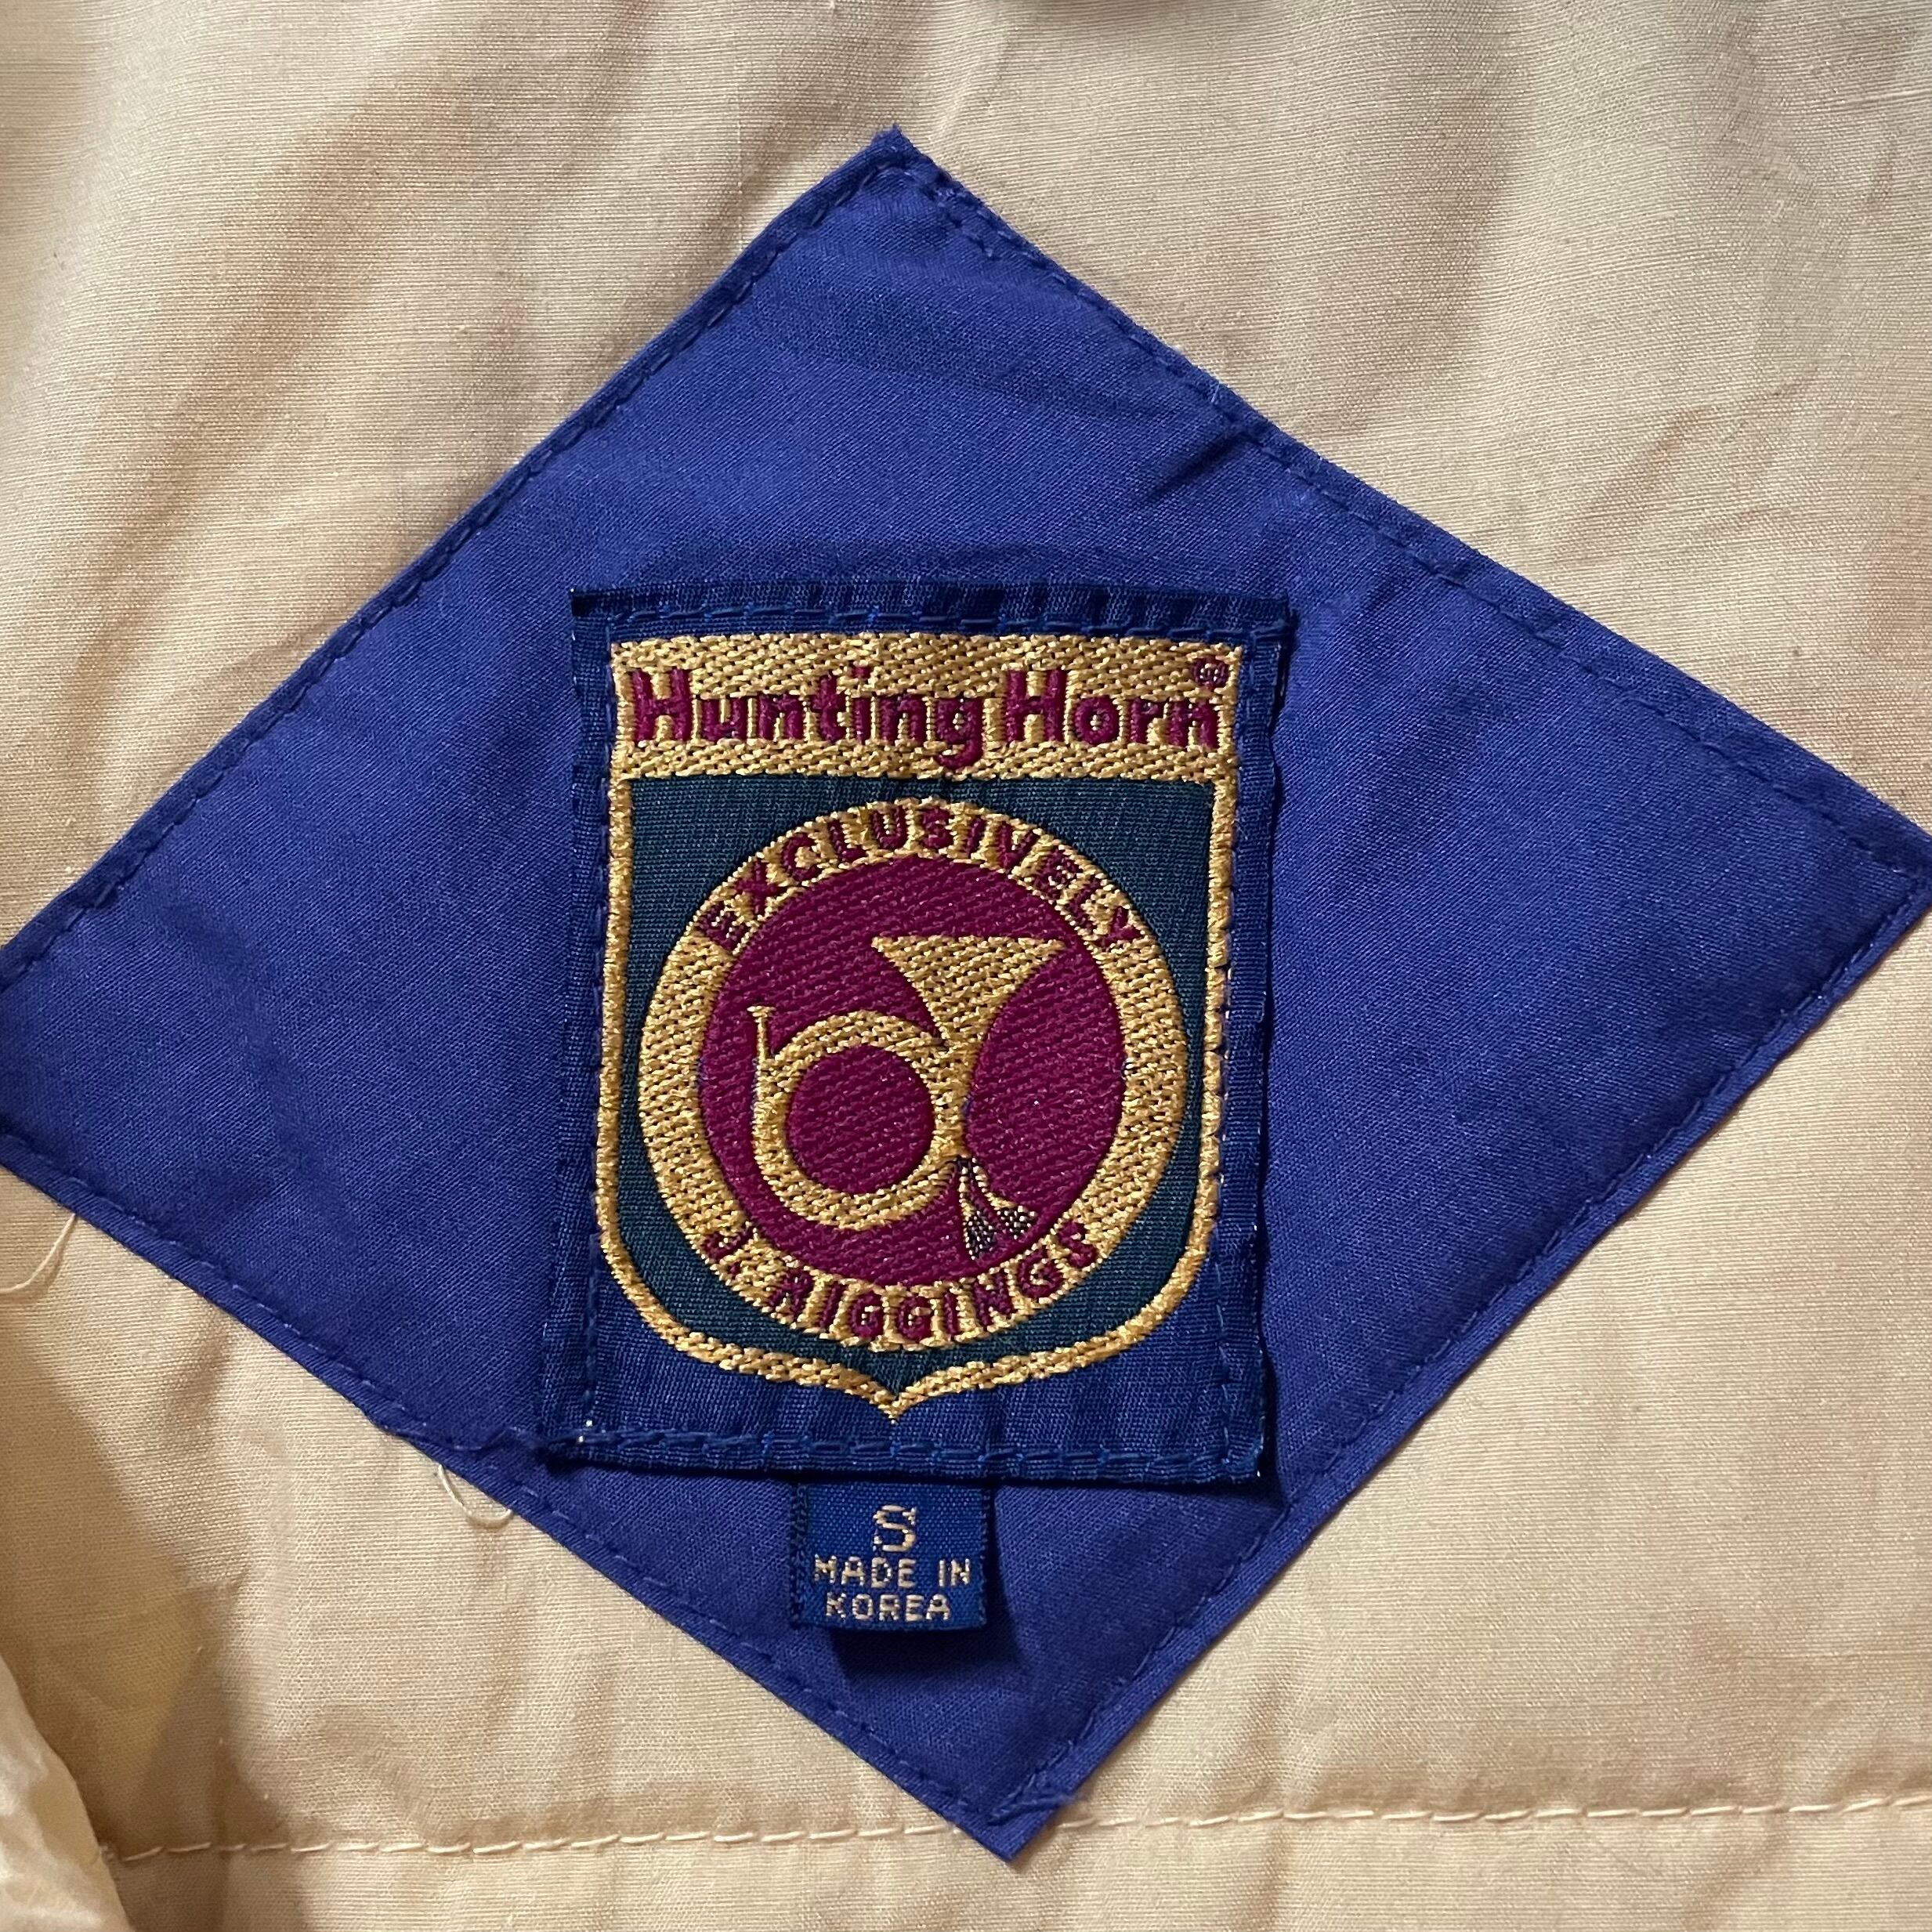 Hunting Horn®
EXCLUSIVELY
J. RIGGINGS
S
MADE IN
KOREA